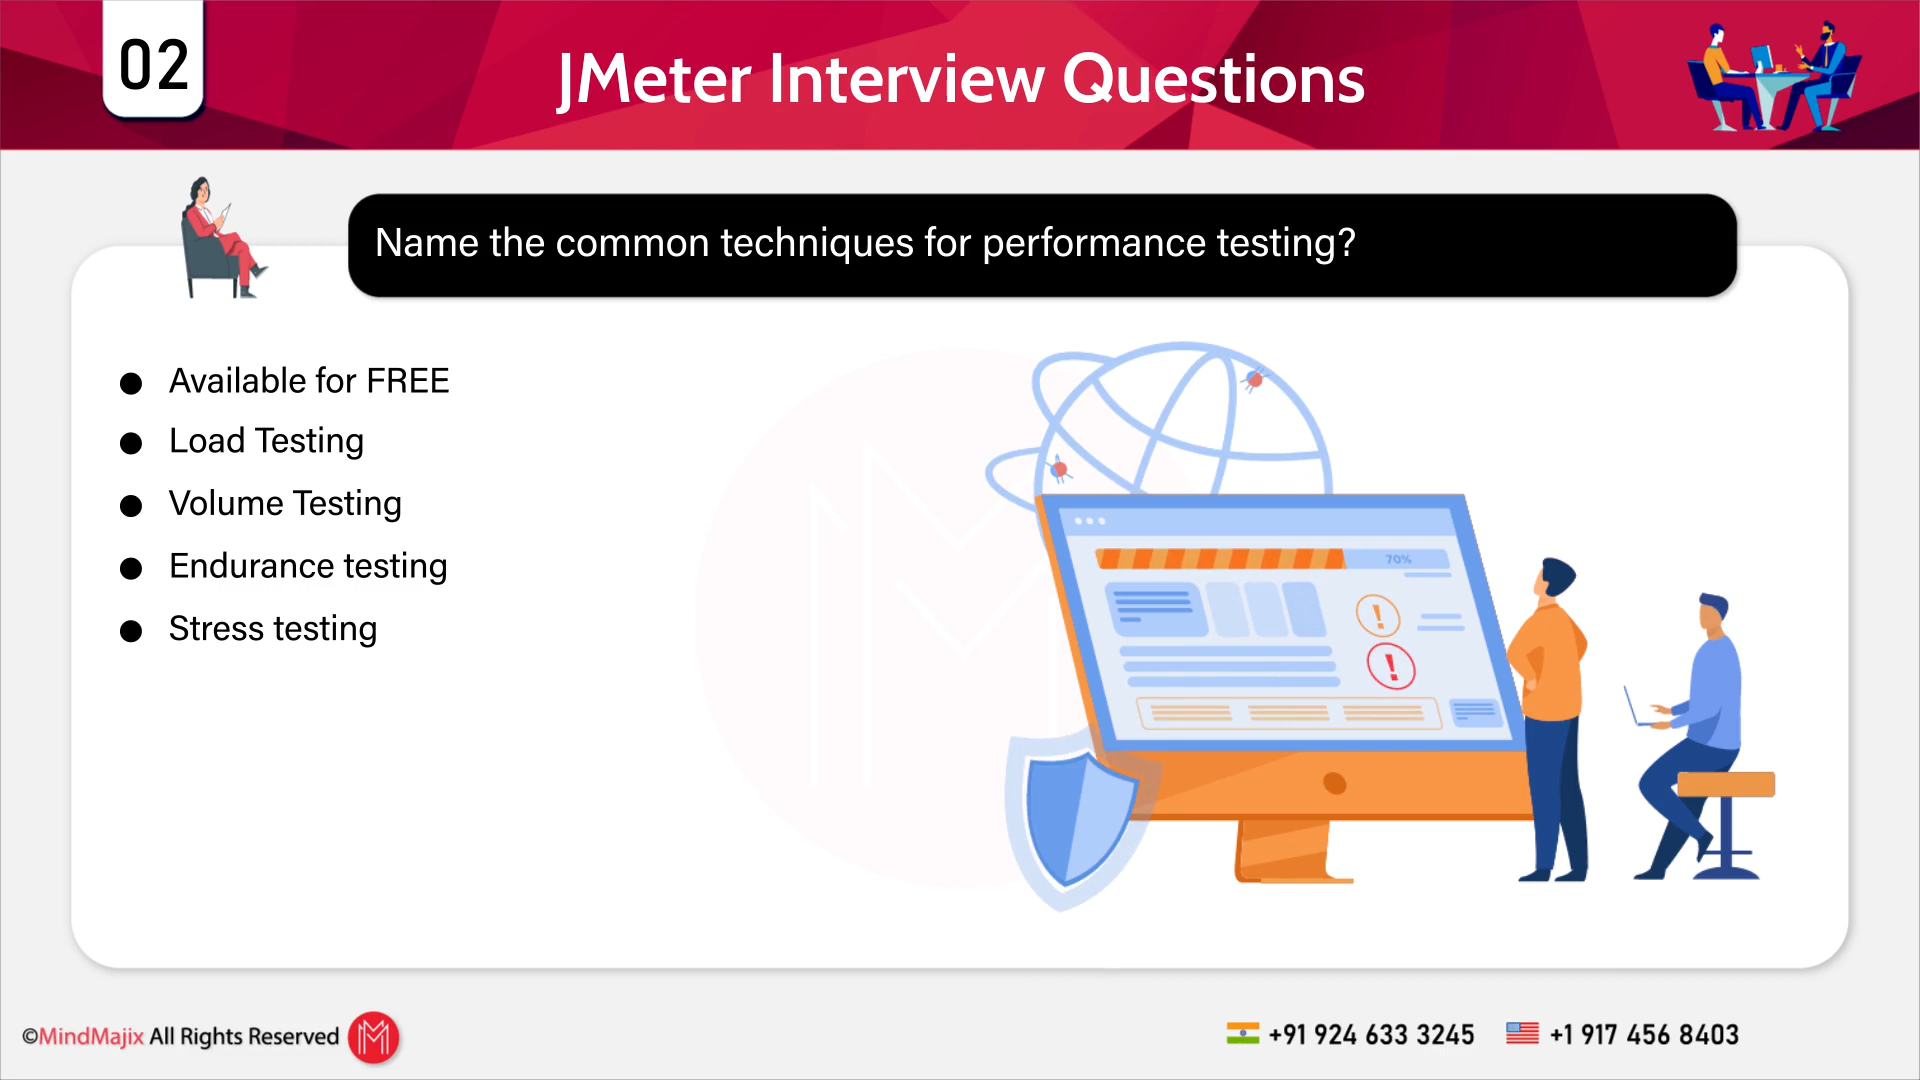 02
JMeter Interview Questions
Name the common techniques for performance testing?
● Available for FREE
● Load Testing
● Volume Testing
● Endurance testing
● Stress testing
70%
©MindMajix All Rights Reserved
+91 924 633 3245
+1 917 456 8403